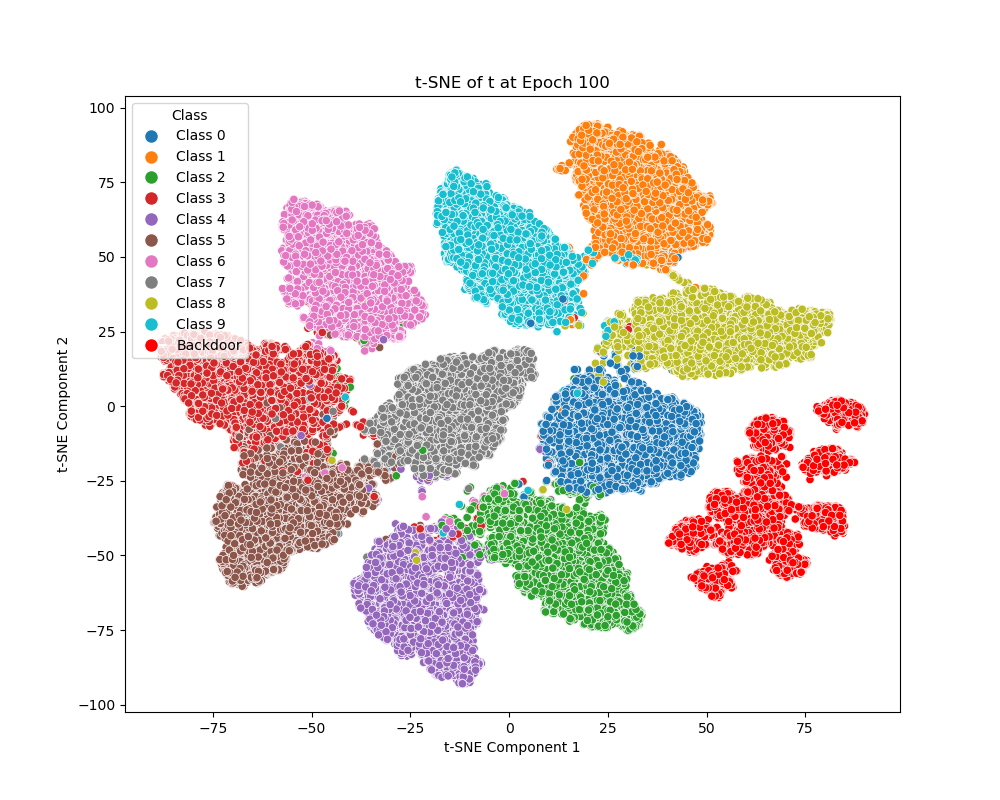 t-SNE of t at Epoch 100
t-SNE Component 2
100
75
50
25
0
−25
−50
−75
−100
Class
Class 0
Class 1
Class 2
Class 3
Class 4
Class 5
Class 6
Class 7
Class 8
Class 9
Backdoor
−75
−50
−25
0
25
50
75
t-SNE Component 1